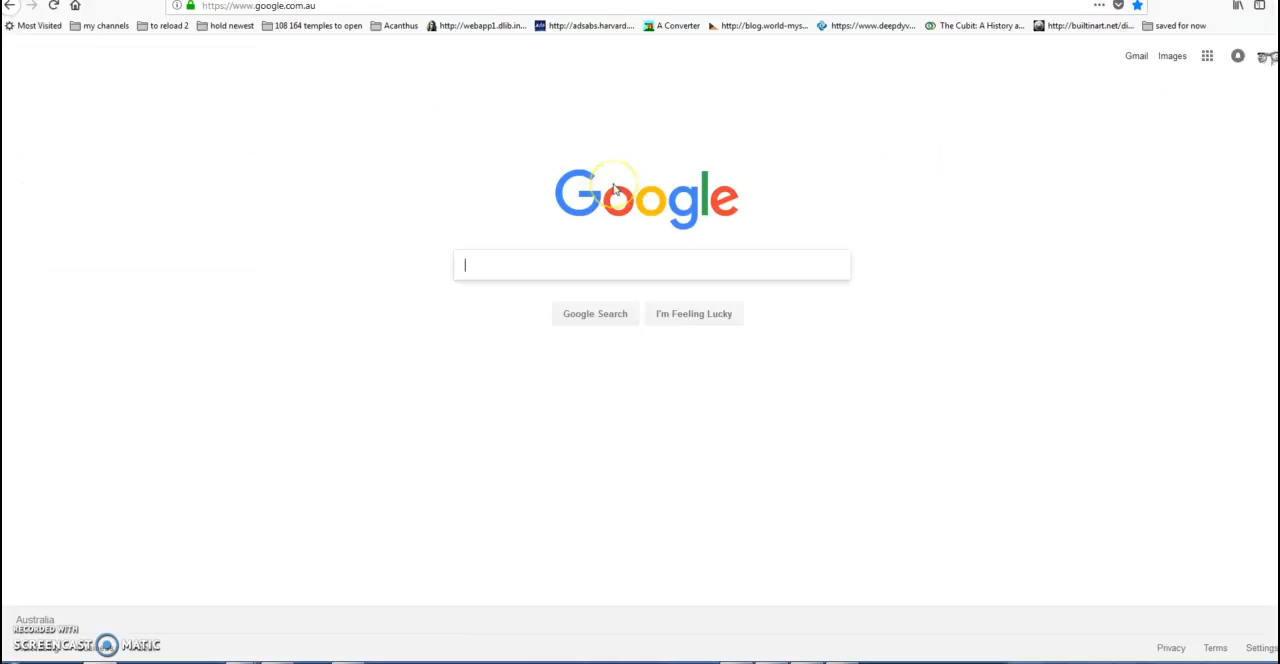 https://www.google.com.au
Most Visited my channels to reload 2 hold newest 108 164 temples to open Acanthus http://webapp1.dlib.in... http://adsabs.harvard.... A Converter http://blog.world-mys... https://www.deepdyv... The Cubit: A History a... http://builtinart.net/di... saved for now
Gmail Images
Google
Google Search I'm Feeling Lucky
Australia
RECORDED WITH
SCREENCAST MATIC
Privacy Terms Settings